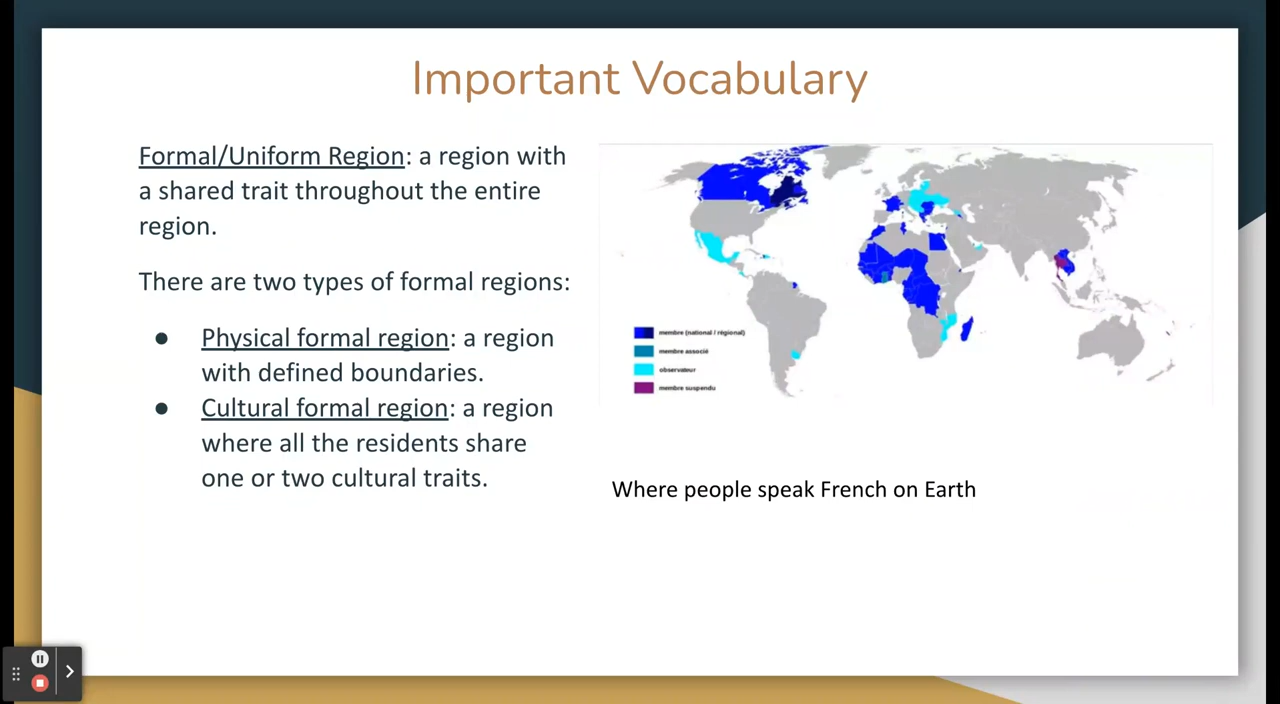 Important Vocabulary
Formal/Uniform Region: a region with
a shared trait throughout the entire
region.
There are two types of formal regions:
● Physical formal region: a region
with defined boundaries.
● Cultural formal region: a region
where all the residents share
one or two cultural traits.
membre (national / régional)
membre associé
observateur
membre suspendu
Where people speak French on Earth